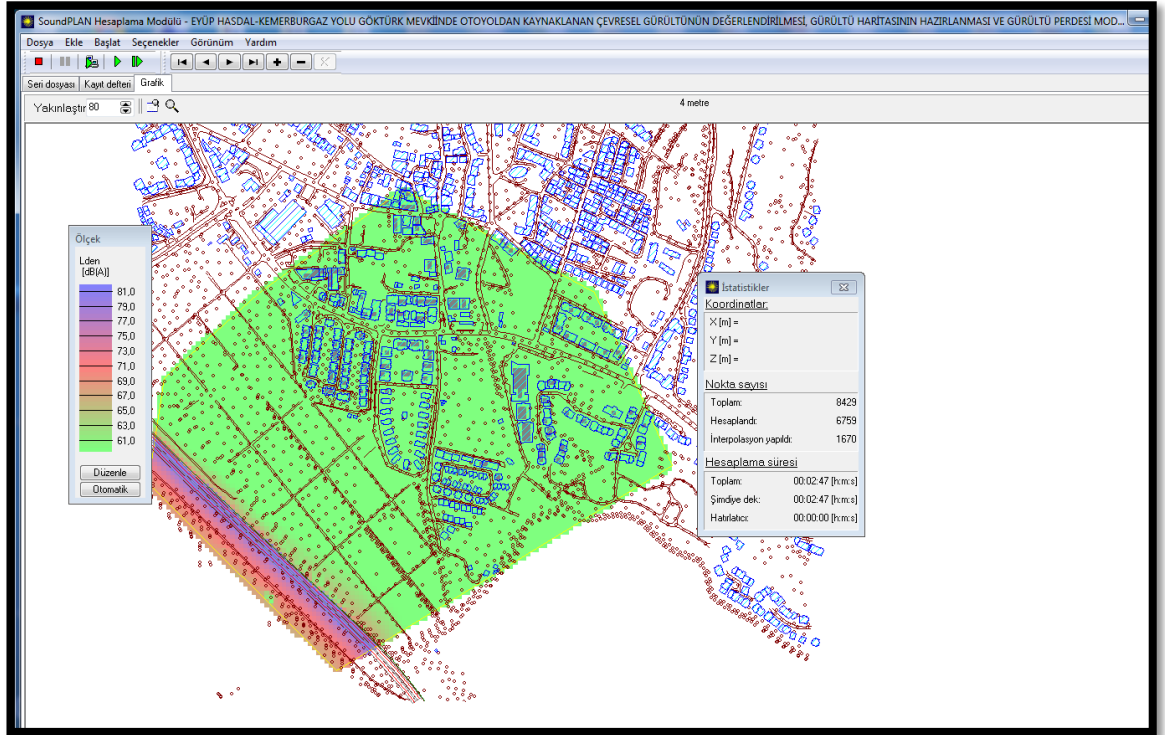 SoundPLAN Hesaplama Modülü - EYÜP HASDAL-KEMERBURGAZ YOLU GÖKTÜRK MEVKİİNDE OTOYOLDAN KAYNAKLANAN ÇEVRESEL GÜRÜLTÜNÜN DEĞERLENDİRİLMESİ, GÜRÜLTÜ HARİTASININ HAZIRLANMASI VE GÜRÜLTÜ PERDESİ MOD...
Dosya Ekle Başlat Seçenekler Görünüm Yardım
Seri dosyası Kayıt defteri Grafik
Yakınlaştır 80
4 metre
Ölçek
Lden
[dB(A)]
81,0
79,0
77,0
75,0
73,0
71,0
69,0
67,0
65,0
63,0
61,0
Düzenle
Otomatik
İstatistikler
Koordinatlar:
X [m] =
Y [m] =
Z [m] =
Nokta sayısı
Toplam: 8429
Hesaplandı: 6759
İnterpolasyon yapıldı: 1670
Hesaplama süresi
Toplam: 00:02:47 [h:m:s]
Şimdiye dek: 00:02:47 [h:m:s]
Hatırlatıcı: 00:00:00 [h:m:s]